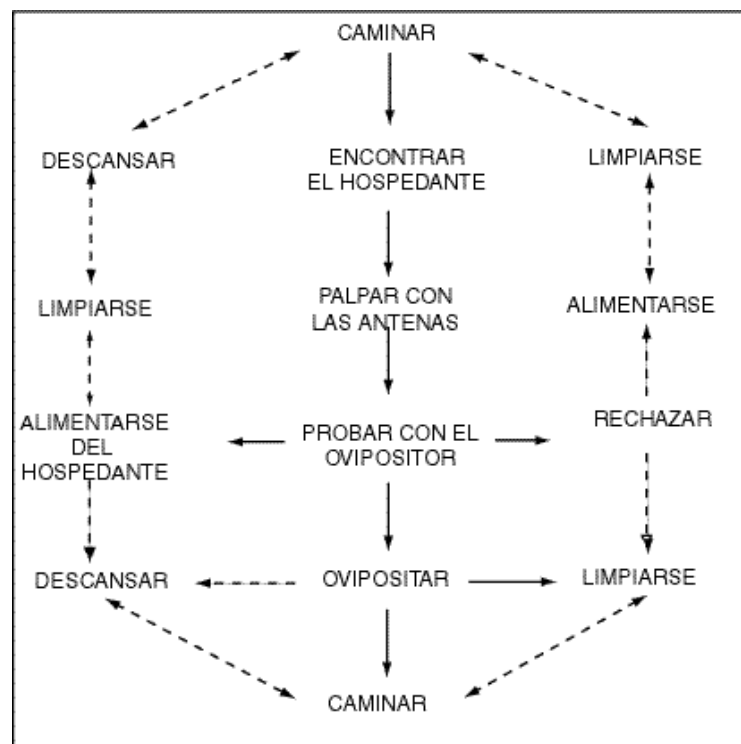 CAMINAR
DESCANSAR
ENCONTRAR
EL HOSPEDANTE
LIMPIARSE
LIMPIARSE
PALPAR CON
LAS ANTENAS
ALIMENTARSE
ALIMENTARSE
DEL
HOSPEDANTE
PROBAR CON EL
OVIPOSITOR
RECHAZAR
DESCANSAR
OVIPOSITAR
LIMPIARSE
CAMINAR